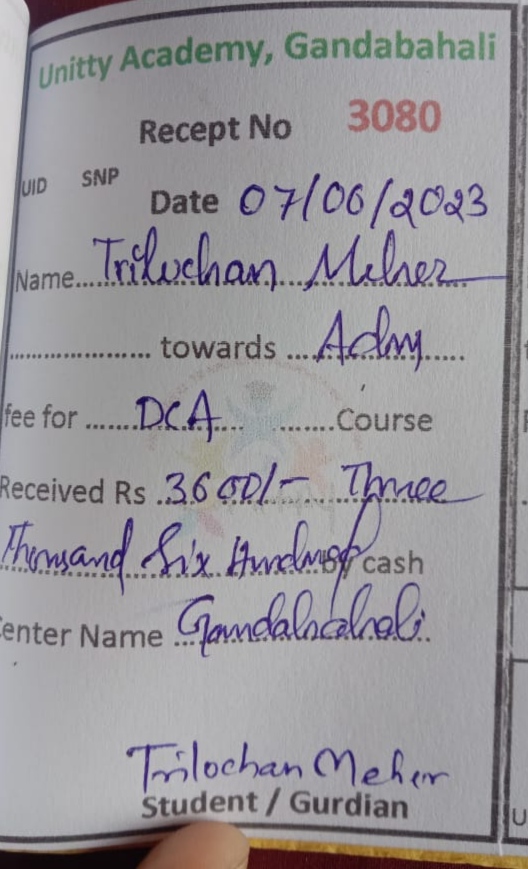 Unitty Academy, Gandabahali
Recept No 3080
UID SNP
Date 07/06/2023
Name....Trilochan Meher
..................... towards ....Adm
fee for .......DCA.... ........Course
Received Rs .3600/- Three
Thousand Six Hundred by cash
enter Name ...Gandabahali..
Trilochan Meher
Student / Gurdian
U